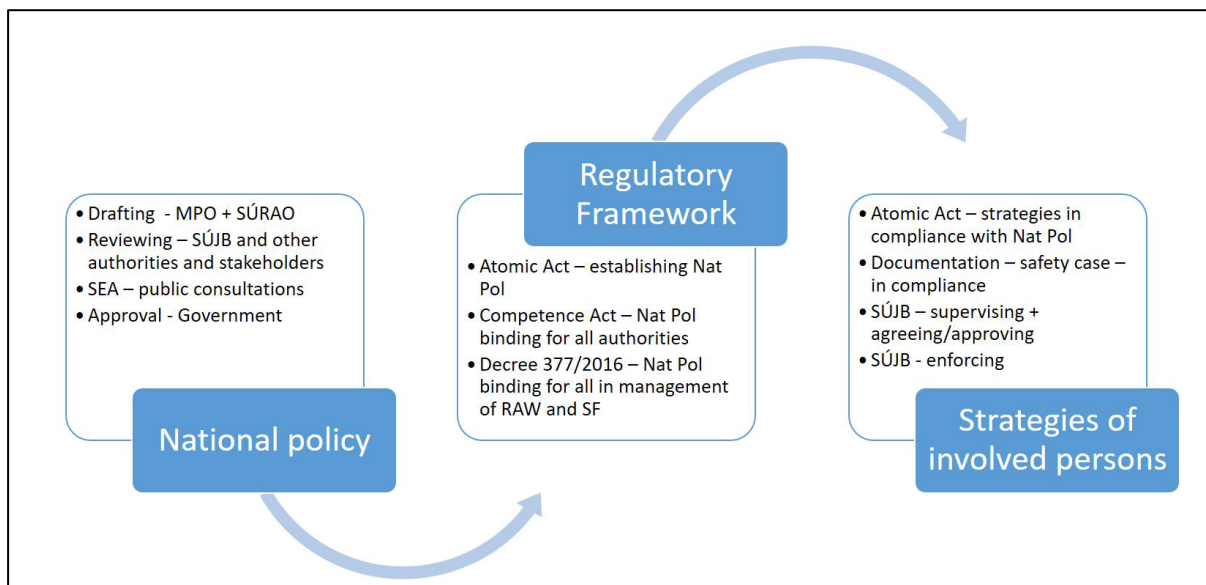 • Drafting - MPO + SÚRAO
• Reviewing – SÚJB and other
authorities and stakeholders
• SEA – public consultations
• Approval - Government
National policy
Regulatory
Framework
• Atomic Act – establishing Nat
Pol
• Competence Act – Nat Pol
binding for all authorities
• Decree 377/2016 – Nat Pol
binding for all in management
of RAW and SF
• Atomic Act – strategies in
compliance with Nat Pol
• Documentation – safety case –
in compliance
• SÚJB – supervising +
agreeing/approving
• SÚJB - enforcing
Strategies of
involved persons